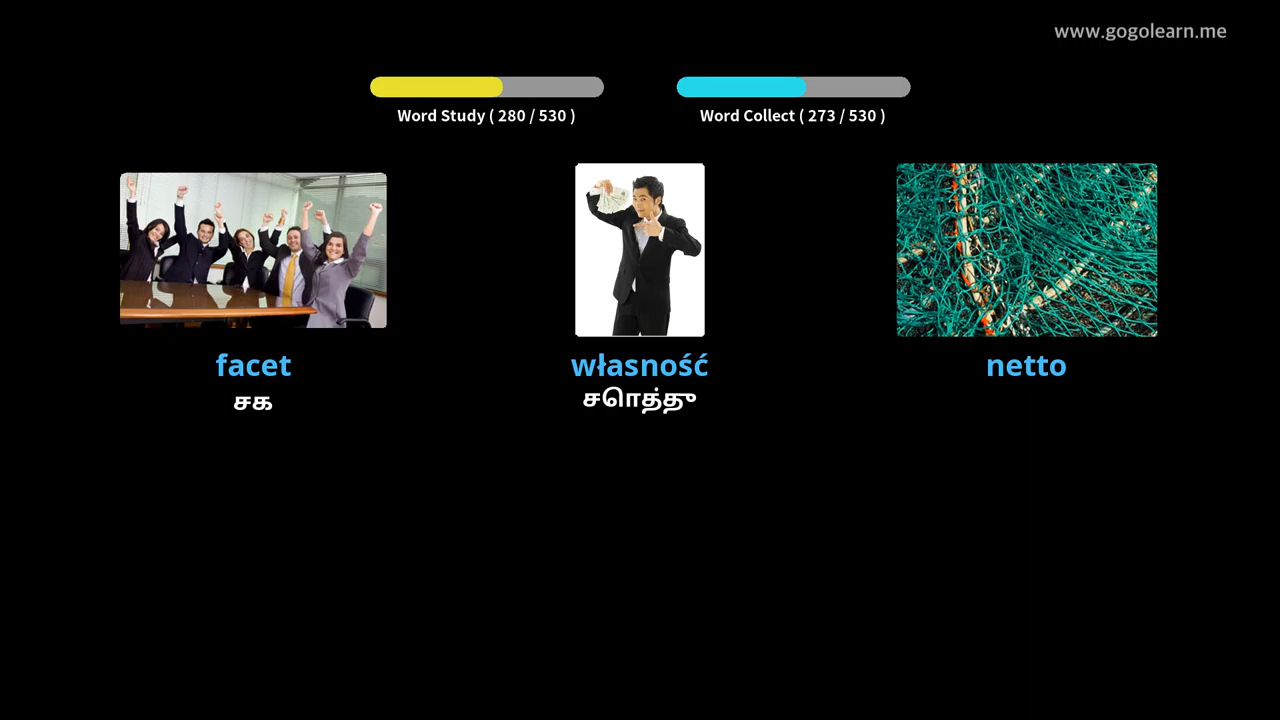 www.gogolearn.me
Word Study ( 280 / 530 )
Word Collect ( 273 / 530 )
facet
własność
netto
சக
சொத்து